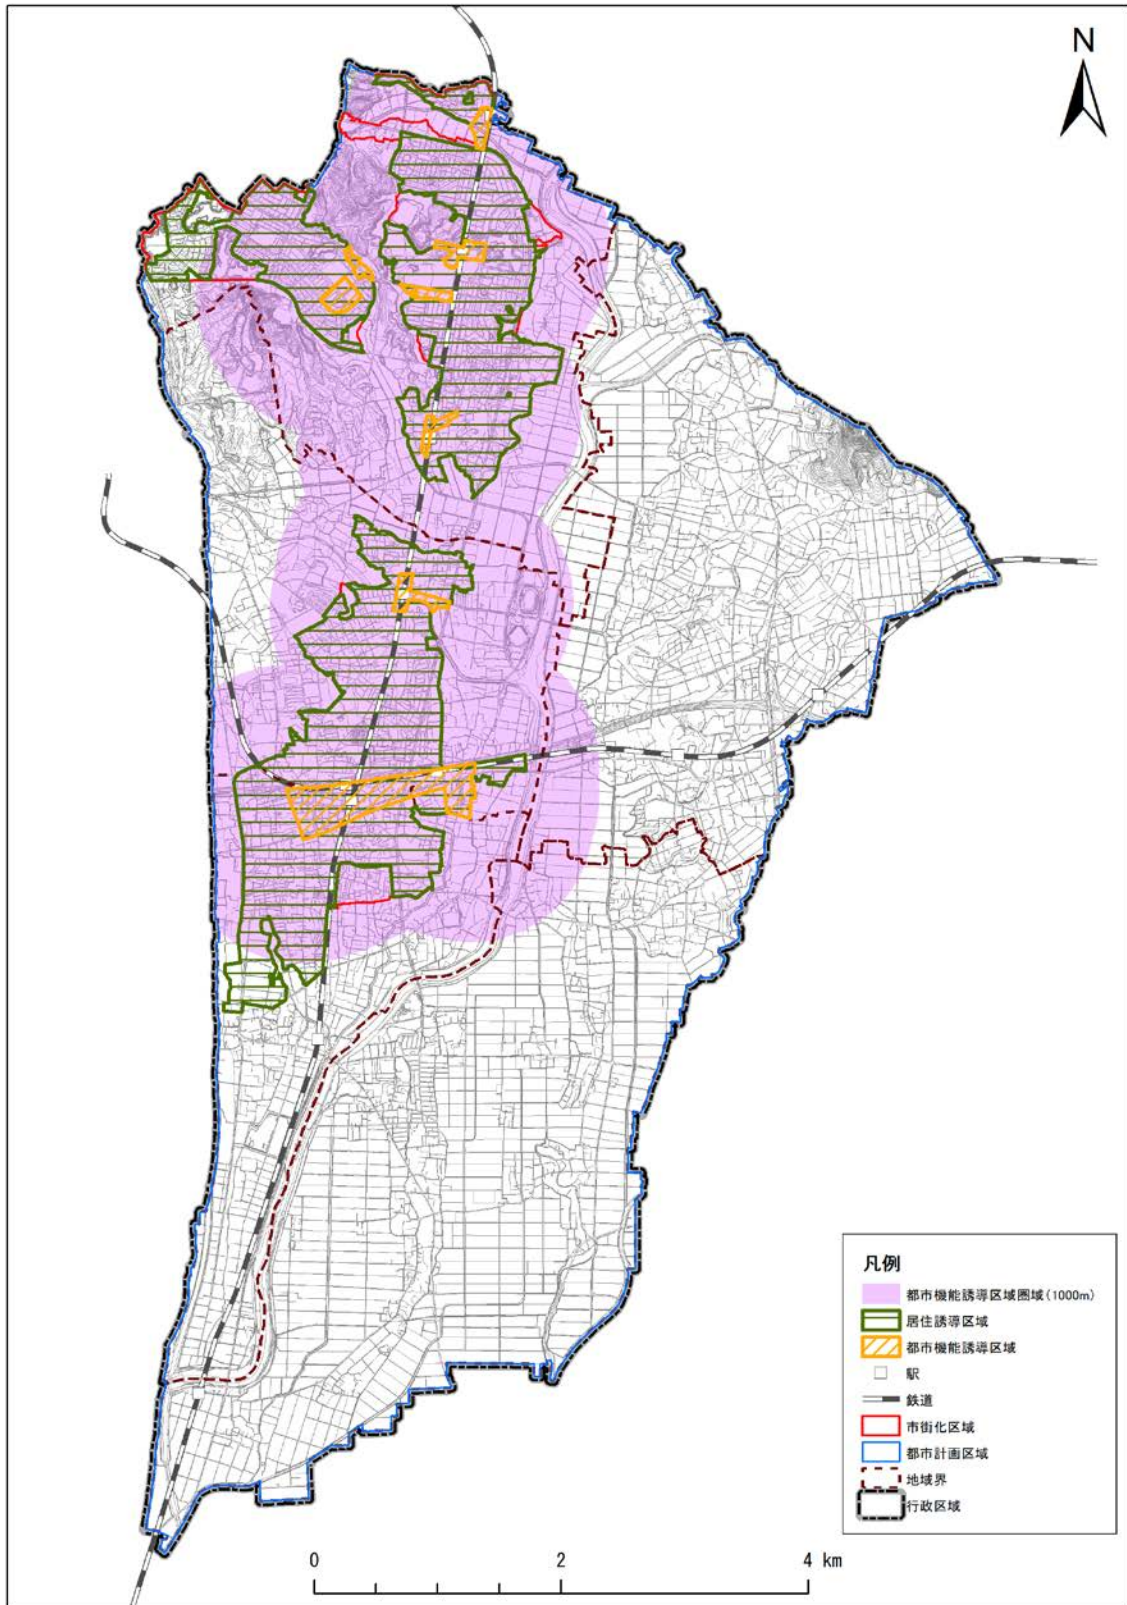 N
凡例
都市機能誘導区域圏域(1000m)
居住誘導区域
都市機能誘導区域
駅
鉄道
市街化区域
都市計画区域
地域界
行政区域
0 2 4 km